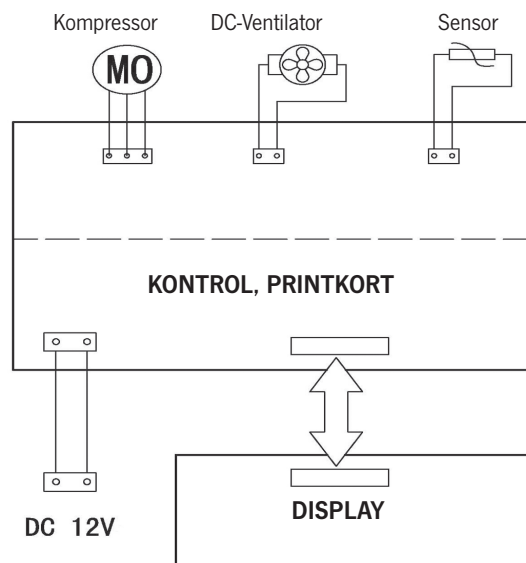 Kompressor
DC-Ventilator
Sensor
MO
KONTROL, PRINTKORT
DISPLAY
DC 12V